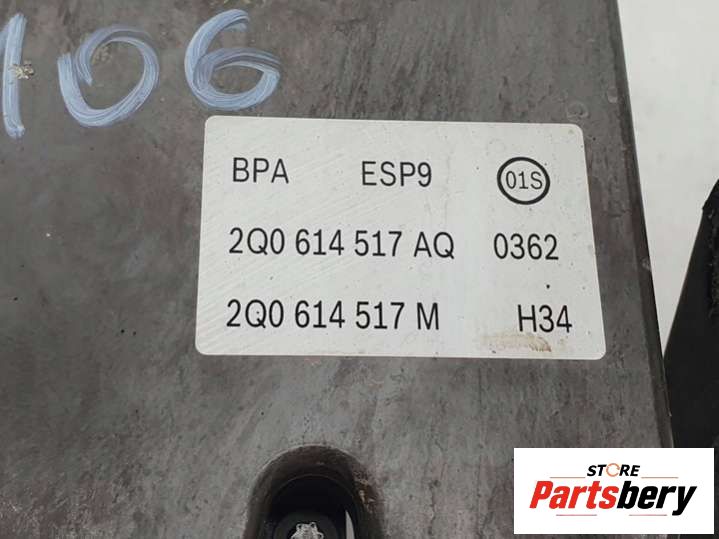 106
BPA ESP9 01S
2Q0 614 517 AQ 0362
2Q0 614 517 M H34
STORE
Partsbery